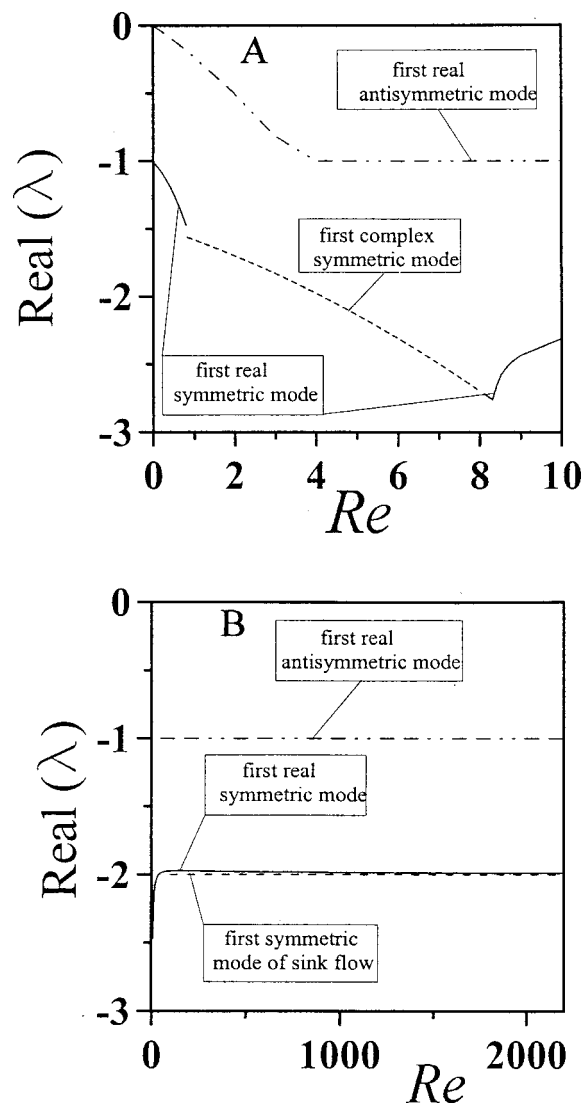 0
A
first real
antisymmetric mode
-1
Real (λ)
first complex
symmetric mode
-2
first real
symmetric mode
-3
0 2 4 6 8 10
Re
0
B
first real
antisymmetric mode
-1
first real
symmetric mode
Real (λ)
-2
first symmetric
mode of sink flow
-3
0 1000 2000
Re